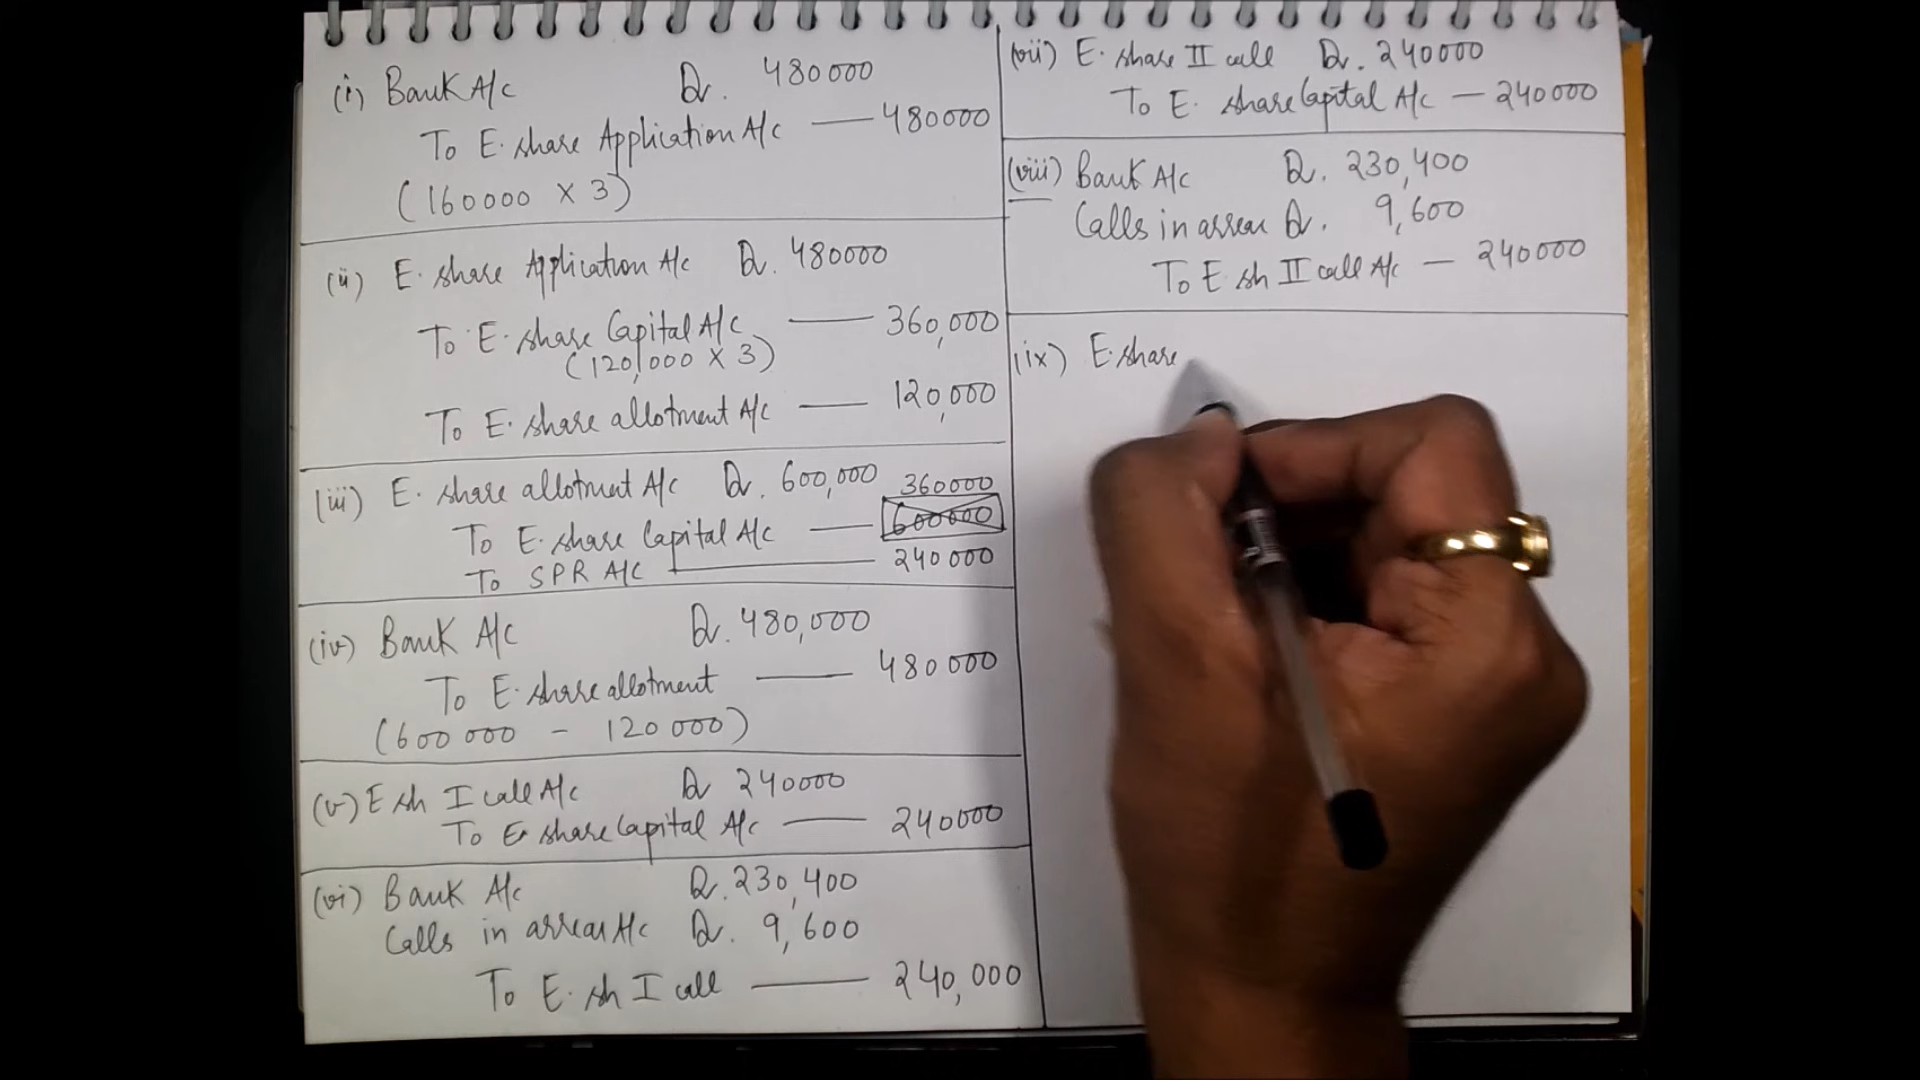 (i) Bank A/c Dr. 480000
To E. share Application A/c — 480000
(160000 X 3)
(ii) E. share Application A/c Dr. 480000
To E. share Capital A/c — 360,000
(120,000 X 3)
To E. share allotment A/c — 120,000
(iii) E. share allotment A/c Dr. 600,000 360000
To E. share Capital A/c — 600000
To SPR A/c — 240000
(iv) Bank A/c Dr. 480,000
To E. share allotment — 480000
(600000 - 120000)
(v) E sh I call A/c Dr 240000
To E share Capital A/c — 240000
(vi) Bank A/c Dr. 230,400
Calls in arrear A/c Dr. 9,600
To E. sh I call — 240,000
(vii) E. share II call Dr. 240000
To E. share Capital A/c — 240000
(viii) Bank A/c Dr. 230,400
Calls in arrear Dr. 9,600
To E sh II call A/c — 240000
(ix) E. share